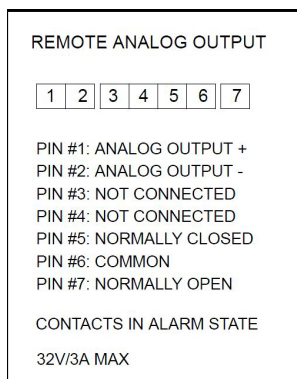 REMOTE ANALOG OUTPUT
1 2 3 4 5 6 7
PIN #1: ANALOG OUTPUT +
PIN #2: ANALOG OUTPUT -
PIN #3: NOT CONNECTED
PIN #4: NOT CONNECTED
PIN #5: NORMALLY CLOSED
PIN #6: COMMON
PIN #7: NORMALLY OPEN
CONTACTS IN ALARM STATE
32V/3A MAX